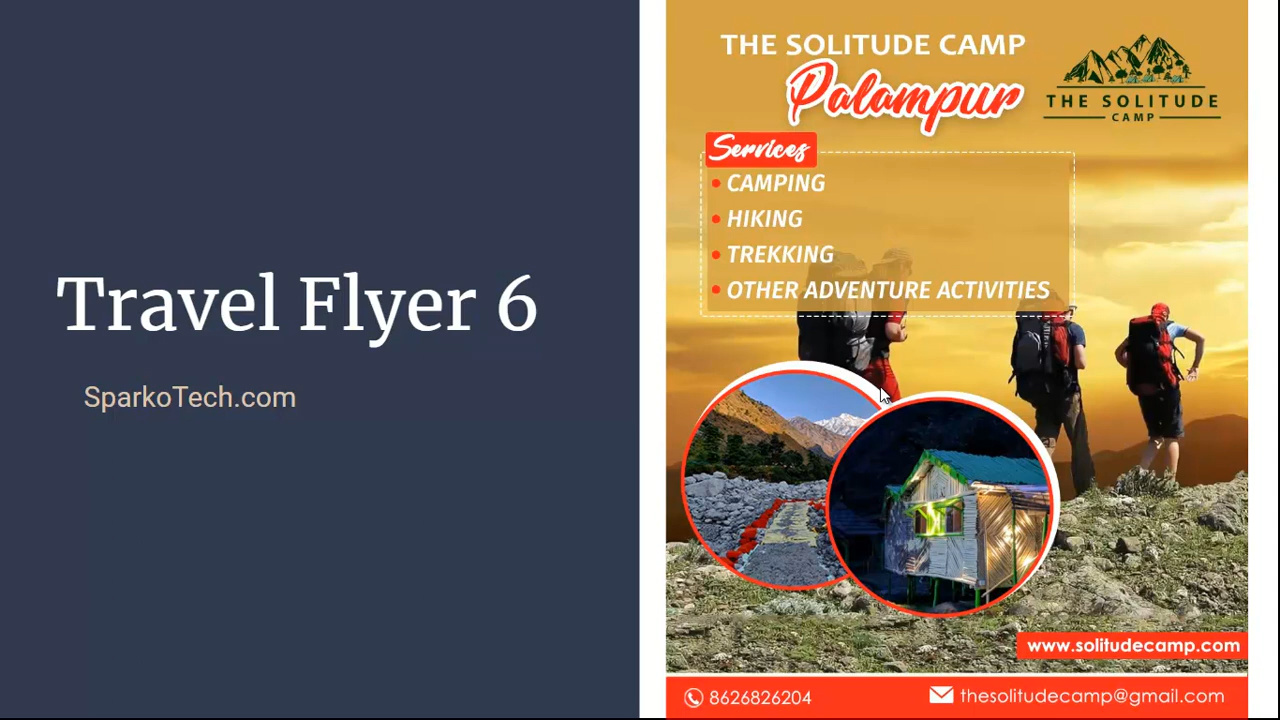 Travel Flyer 6
SparkoTech.com
THE SOLITUDE CAMP
Palampur
THE SOLITUDE
CAMP
Services
• CAMPING
• HIKING
• TREKKING
• OTHER ADVENTURE ACTIVITIES
www.solitudecamp.com
8626826204
thesolitudecamp@gmail.com